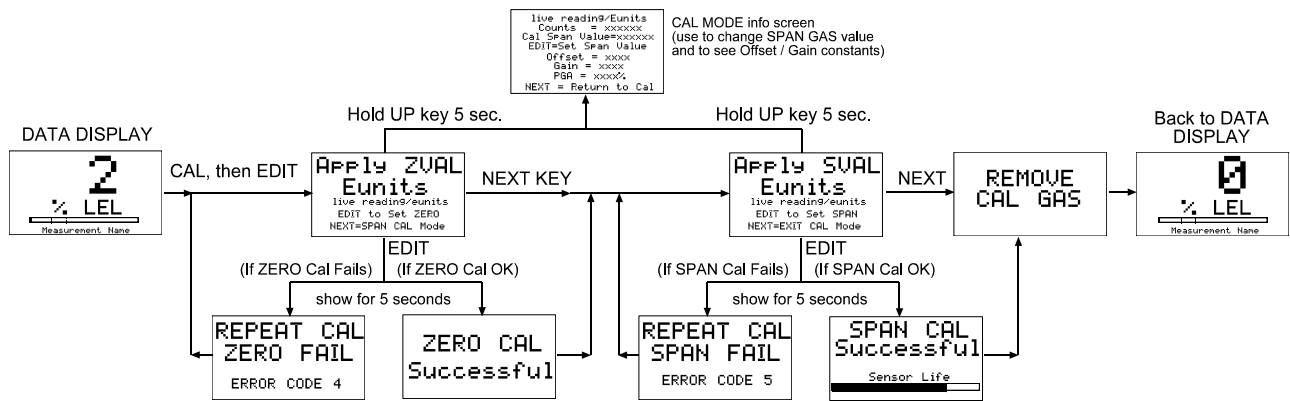 live reading/Eunits
Counts = xxxxxx
Cal Span Value=xxxxxx
EDIT=Set Span Value
Offset = xxxx
Gain = xxxx
PGA = xxxx%
NEXT = Return to Cal
CAL MODE info screen
(use to change SPAN GAS value
and to see Offset / Gain constants)
Hold UP key 5 sec.
Hold UP key 5 sec.
DATA DISPLAY
2
% LEL
Measurement Name
CAL, then EDIT
Apply ZVAL
Eunits
live reading/eunits
EDIT to Set ZERO
NEXT=SPAN CAL Mode
NEXT KEY
Apply SVAL
Eunits
live reading/eunits
EDIT to Set SPAN
NEXT=EXIT CAL Mode
NEXT
REMOVE
CAL GAS
Back to DATA
DISPLAY
0
% LEL
Measurement Name
EDIT
(If ZERO Cal Fails)
(If ZERO Cal OK)
show for 5 seconds
REPEAT CAL
ZERO FAIL
ERROR CODE 4
ZERO CAL
Successful
EDIT
(If SPAN Cal Fails)
(If SPAN Cal OK)
show for 5 seconds
REPEAT CAL
SPAN FAIL
ERROR CODE 5
SPAN CAL
Successful
Sensor Life